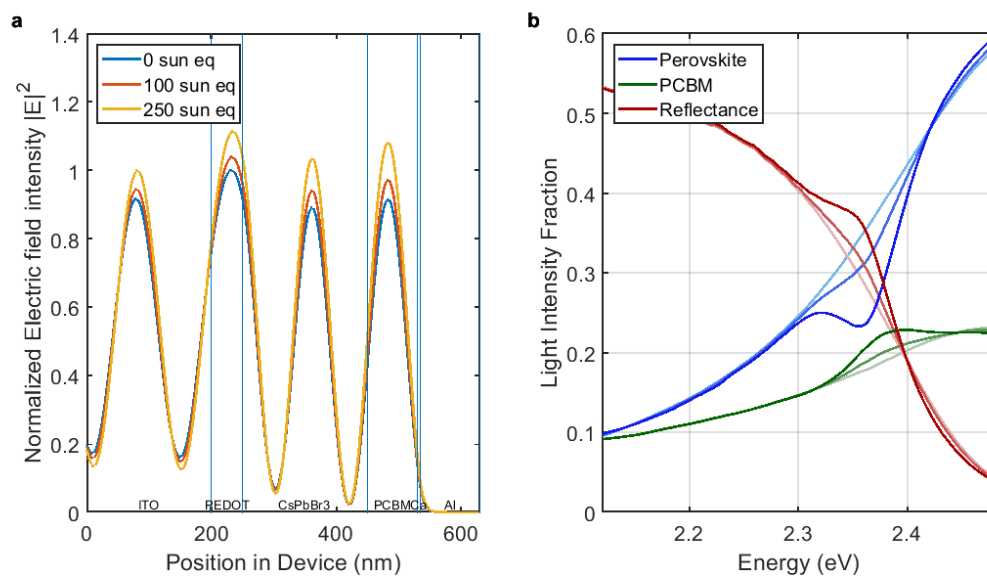 a
Normalized Electric field intensity |E|²
1.4
1.2
1
0.8
0.6
0.4
0.2
0
0 sun eq
100 sun eq
250 sun eq
ITO
PEDOT
CsPbBr3
PCBMCa
Al
0
200
400
600
Position in Device (nm)
b
Light Intensity Fraction
0.6
0.5
0.4
0.3
0.2
0.1
0
Perovskite
PCBM
Reflectance
2.2
2.3
2.4
Energy (eV)